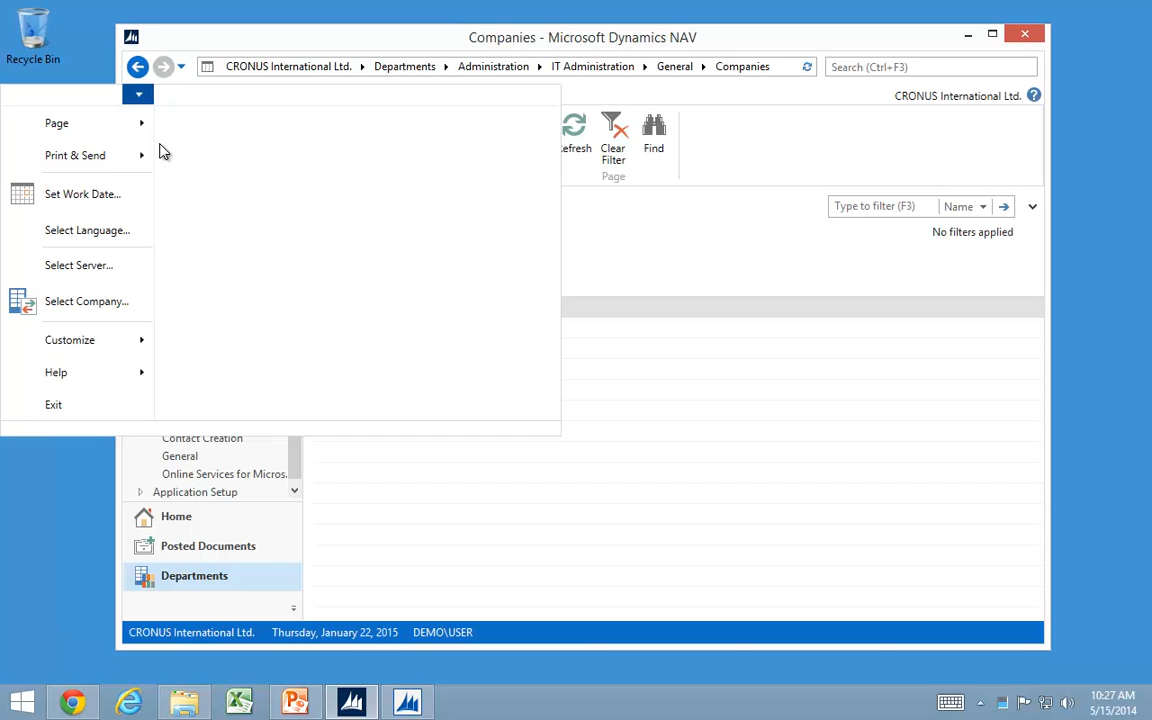 Recycle Bin
Companies - Microsoft Dynamics NAV
CRONUS International Ltd. Departments Administration IT Administration General Companies
Search (Ctrl+F3)
CRONUS International Ltd.
Page
Print & Send
Set Work Date...
Select Language...
Select Server...
Select Company...
Customize
Help
Exit
efresh
Clear
Filter
Find
Page
Type to filter (F3)
Name
No filters applied
Contact Creation
General
Online Services for Micros.
Application Setup
Home
Posted Documents
Departments
CRONUS International Ltd. Thursday, January 22, 2015 DEMO\USER
10:27 AM
5/15/2014